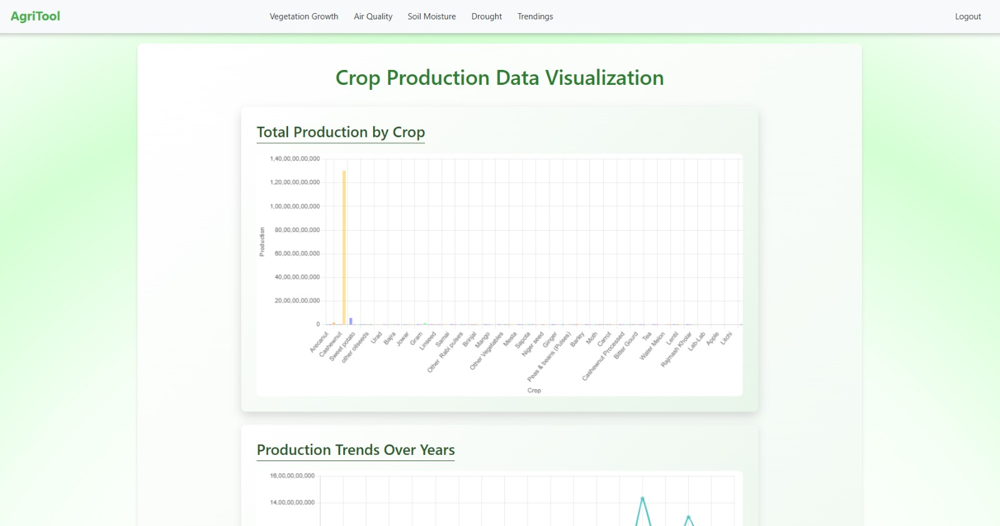 AgriTool
Vegetation Growth Air Quality Soil Moisture Drought Trendings Logout
Crop Production Data Visualization
Total Production by Crop
1,40,00,00,00,000
1,20,00,00,00,000
1,00,00,00,00,000
80,00,00,00,000
60,00,00,00,000
40,00,00,00,000
20,00,00,00,000
0
Production
Arecanut
Cashewnut
Sweet potato
other oilseeds
Urad
Bajra
Jowar
Gram
Linseed
Samai
Other Rabi pulses
Brinjal
Mango
Other Vegetables
Mesta
Sapota
Niger seed
Ginger
Peas & beans (Pulses)
Barley
Moth
Carrot
Cashewnut Processed
Bitter Gourd
Tea
Water Melon
Lentil
Rajmash Kholar
Lab-Lab
Apple
Litchi
Crop
Production Trends Over Years
16,00,00,00,000
14,00,00,00,000